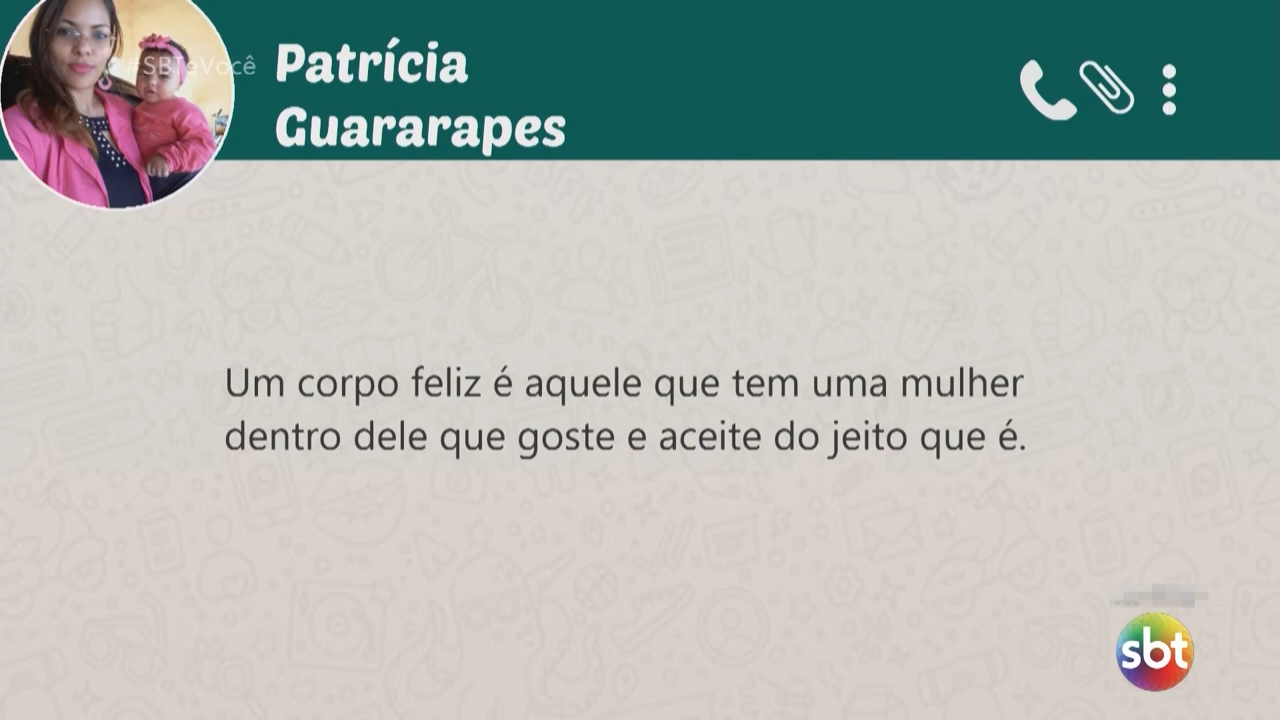 #SBTeVocê
Patrícia
Guararapes
Um corpo feliz é aquele que tem uma mulher
dentro dele que goste e aceite do jeito que é.
sbt